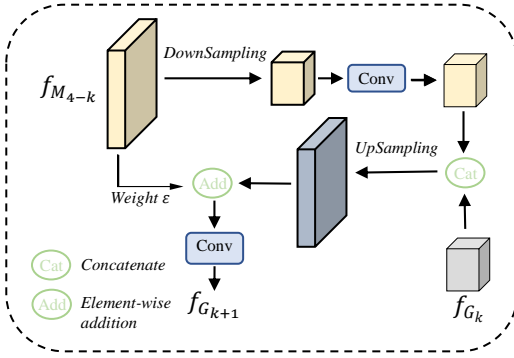 DownSampling
f_{M_{4-k}}
Conv
UpSampling
Cat
Weight ε
Add
Conv
Cat Concatenate
Add Element-wise
addition
f_{G_{k+1}}
f_{G_k}